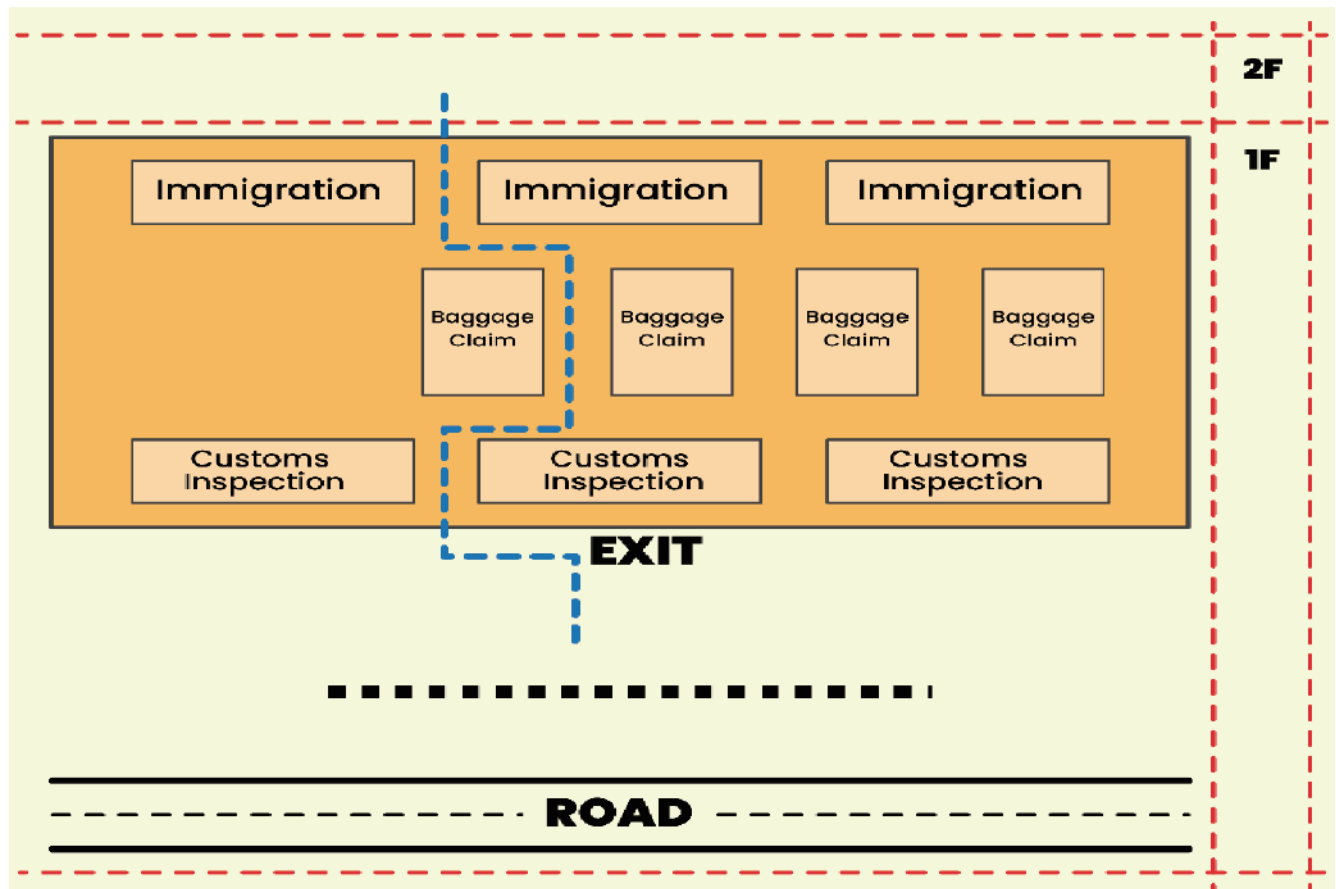 2F
1F
Immigration
Immigration
Immigration
Baggage
Claim
Baggage
Claim
Baggage
Claim
Baggage
Claim
Customs
Inspection
Customs
Inspection
Customs
Inspection
EXIT
ROAD